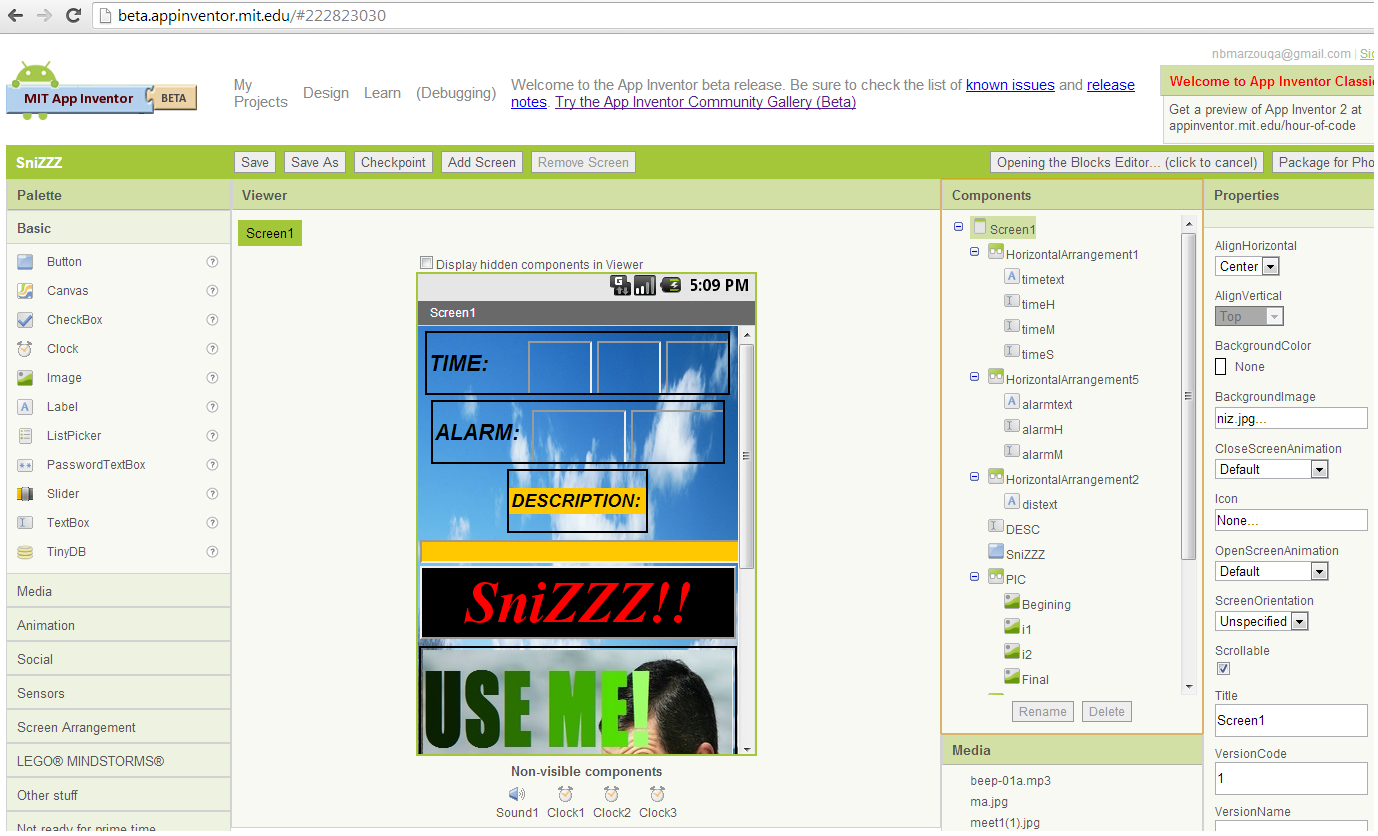 beta.appinventor.mit.edu/#222823030
nbmarzouqa@gmail.com
MIT App Inventor BETA
My Projects
Design
Learn
(Debugging)
Welcome to the App Inventor beta release. Be sure to check the list of known issues and release
notes. Try the App Inventor Community Gallery (Beta)
Welcome to App Inventor Classi
Get a preview of App Inventor 2 at
appinventor.mit.edu/hour-of-code
SniZZZ
Save
Save As
Checkpoint
Add Screen
Remove Screen
Opening the Blocks Editor... (click to cancel)
Package for Pho
Palette
Basic
Button ?
Canvas ?
CheckBox ?
Clock ?
Image ?
Label ?
ListPicker ?
PasswordTextBox ?
Slider ?
TextBox ?
TinyDB ?
Media
Animation
Social
Sensors
Screen Arrangement
LEGO® MINDSTORMS®
Other stuff
Not ready for prime time
Viewer
Screen1
Display hidden components in Viewer
5:09 PM
Screen1
TIME:
ALARM:
DESCRIPTION:
SniZZZ!!
USE ME!
Non-visible components
Sound1 Clock1 Clock2 Clock3
Components
Screen1
HorizontalArrangement1
timetext
timeH
timeM
timeS
HorizontalArrangement5
alarmtext
alarmH
alarmM
HorizontalArrangement2
distext
DESC
SniZZZ
PIC
Begining
i1
i2
Final
Rename Delete
Media
beep-01a.mp3
ma.jpg
meet1(1).jpg
Properties
AlignHorizontal
Center
AlignVertical
Top
BackgroundColor
None
BackgroundImage
niz.jpg...
CloseScreenAnimation
Default
Icon
None...
OpenScreenAnimation
Default
ScreenOrientation
Unspecified
Scrollable
Title
Screen1
VersionCode
1
VersionName